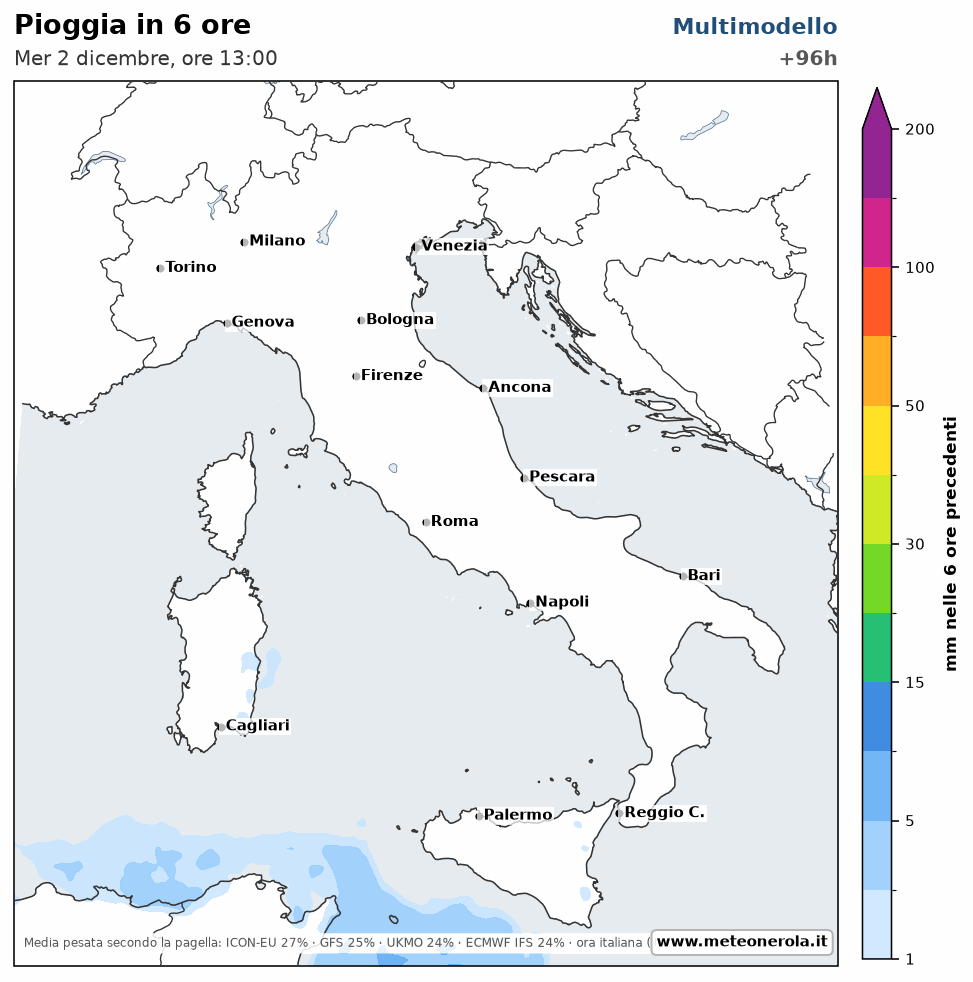 Pioggia in 6 ore
Multimodello
Mer 2 dicembre, ore 13:00
+96h
200
Milano
Venezia
Torino
100
Bologna
Genova
Firenze
Ancona
50
Pescara
Roma
30
Bari
Napoli
mm nelle 6 ore precedenti
15
Cagliari
Reggio C.
Palermo
5
Media pesata secondo la pagella: ICON-EU 27% · GFS 25% · UKMO 24% · ECMWF IFS 24% · ora italiana (
www.meteonerola.it
1